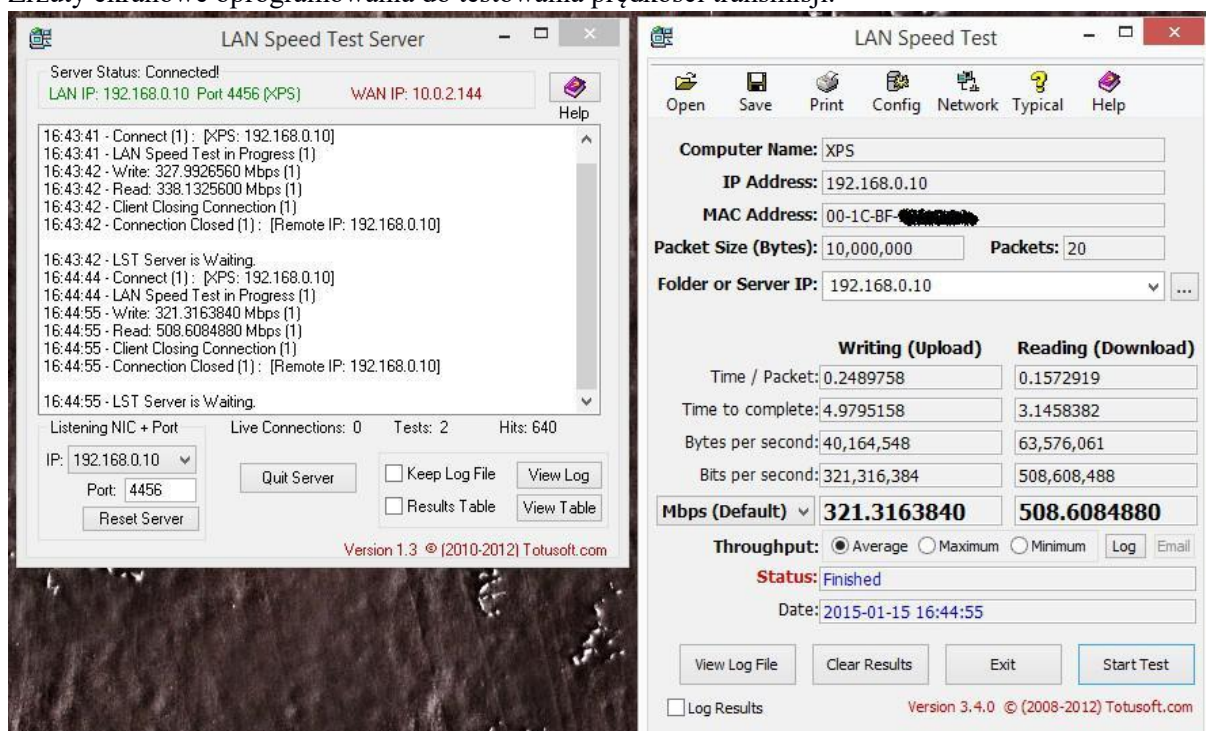 Zrzuty ekranowe oprogramowania do testowania prędkości transmisji:
LAN Speed Test Server
Server Status: Connected!
LAN IP: 192.168.0.10 Port 4456 (XPS) WAN IP: 10.0.2.144
Help
16:43:41 - Connect (1) : [XPS: 192.168.0.10]
16:43:41 - LAN Speed Test in Progress (1)
16:43:42 - Write: 327.9926560 Mbps (1)
16:43:42 - Read: 338.1325600 Mbps (1)
16:43:42 - Client Closing Connection (1)
16:43:42 - Connection Closed (1) : [Remote IP: 192.168.0.10]
16:43:42 - LST Server is Waiting.
16:44:44 - Connect (1) : [XPS: 192.168.0.10]
16:44:44 - LAN Speed Test in Progress (1)
16:44:55 - Write: 321.3163840 Mbps (1)
16:44:55 - Read: 508.6084880 Mbps (1)
16:44:55 - Client Closing Connection (1)
16:44:55 - Connection Closed (1) : [Remote IP: 192.168.0.10]
16:44:55 - LST Server is Waiting.
Listening NIC + Port Live Connections: 0 Tests: 2 Hits: 640
IP: 192.168.0.10
Port: 4456
Reset Server
Quit Server
Keep Log File View Log
Results Table View Table
Version 1.3 © (2010-2012) Totusoft.com
LAN Speed Test
Open Save Print Config Network Typical Help
Computer Name: XPS
IP Address: 192.168.0.10
MAC Address: 00-1C-BF-
Packet Size (Bytes): 10,000,000 Packets: 20
Folder or Server IP: 192.168.0.10 ...
Writing (Upload) Reading (Download)
Time / Packet: 0.2489758 0.1572919
Time to complete: 4.9795158 3.1458382
Bytes per second: 40,164,548 63,576,061
Bits per second: 321,316,384 508,608,488
Mbps (Default) 321.3163840 508.6084880
Throughput: Average Maximum Minimum Log Email
Status: Finished
Date: 2015-01-15 16:44:55
View Log File Clear Results Exit Start Test
Log Results Version 3.4.0 © (2008-2012) Totusoft.com